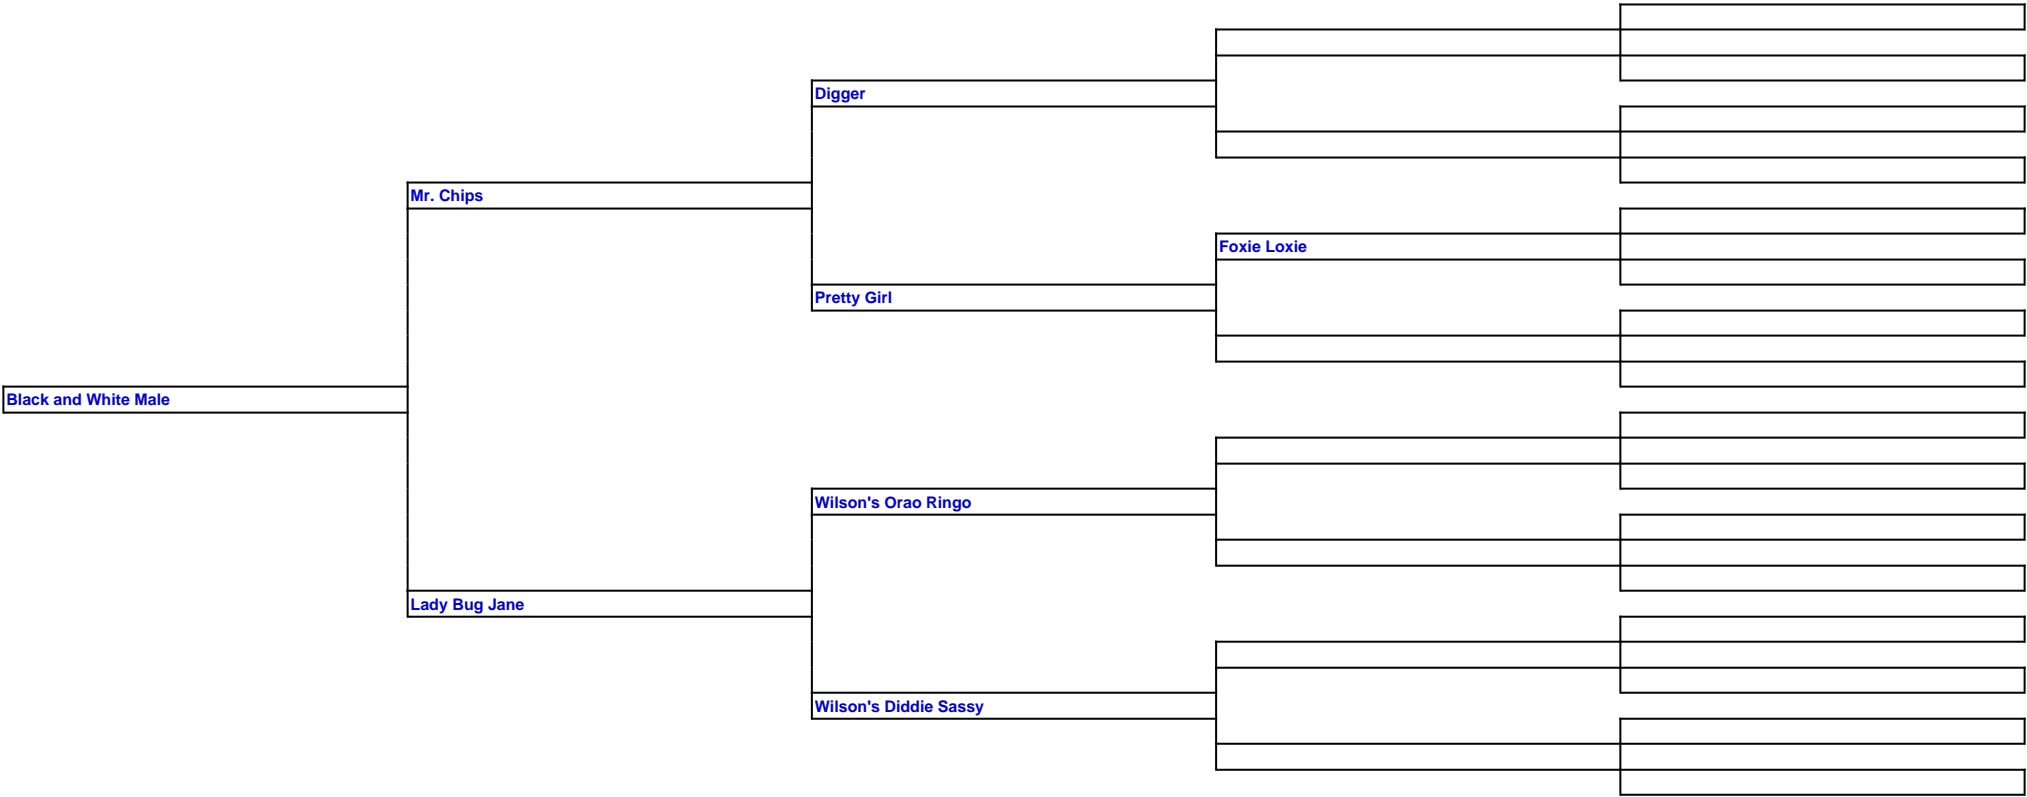 Digger
Mr. Chips
Foxie Loxie
Pretty Girl
Black and White Male
Wilson's Orao Ringo
Lady Bug Jane
Wilson's Diddie Sassy